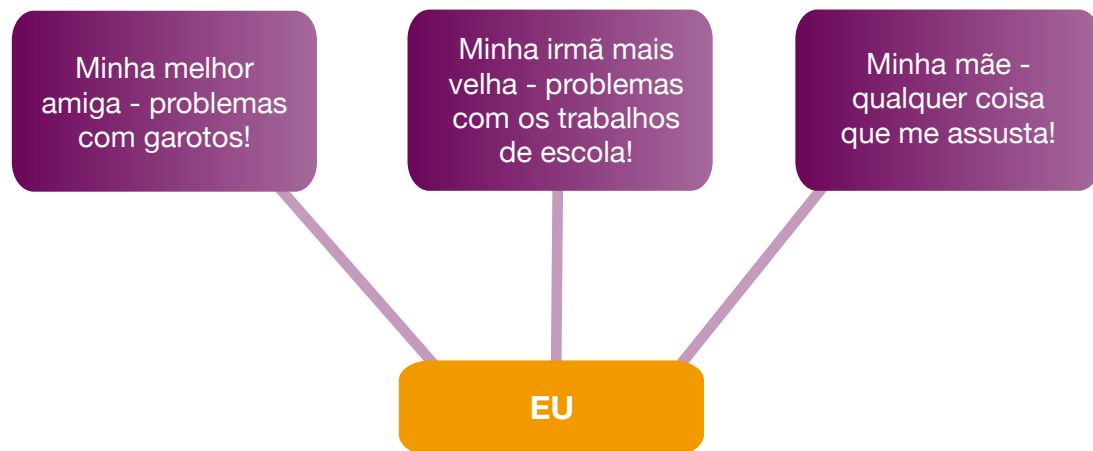 Minha melhor
amiga - problemas
com garotos!
Minha irmã mais
velha - problemas
com os trabalhos
de escola!
Minha mãe -
qualquer coisa
que me assusta!
EU